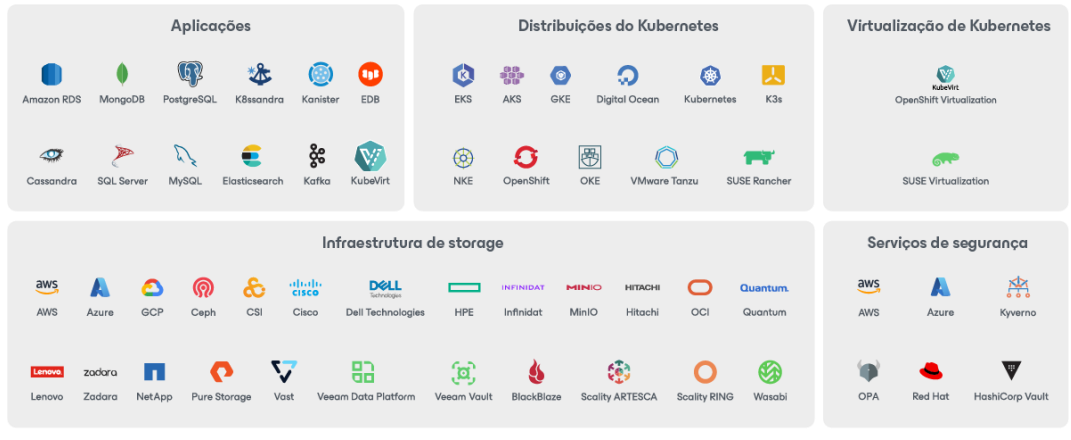 Aplicações
Amazon RDS MongoDB PostgreSQL K8ssandra Kanister EDB
Cassandra SQL Server MySQL Elasticsearch Kafka KubeVirt
Distribuições do Kubernetes
EKS AKS GKE Digital Ocean Kubernetes K3s
NKE OpenShift OKE VMware Tanzu SUSE Rancher
Virtualização de Kubernetes
KubeVirt
OpenShift Virtualization
SUSE Virtualization
Infraestrutura de storage
aws CISCO DELL Technologies INFINIDAT MINIO HITACHI Quantum.
AWS Azure GCP Ceph CSI Cisco Dell Technologies HPE Infinidat MinIO Hitachi OCI Quantum
Lenovo. zadara
Lenovo Zadara NetApp Pure Storage Vast Veeam Data Platform Veeam Vault BlackBlaze Scality ARTESCA Scality RING Wasabi
Serviços de segurança
aws
AWS Azure Kyverno
OPA Red Hat HashiCorp Vault